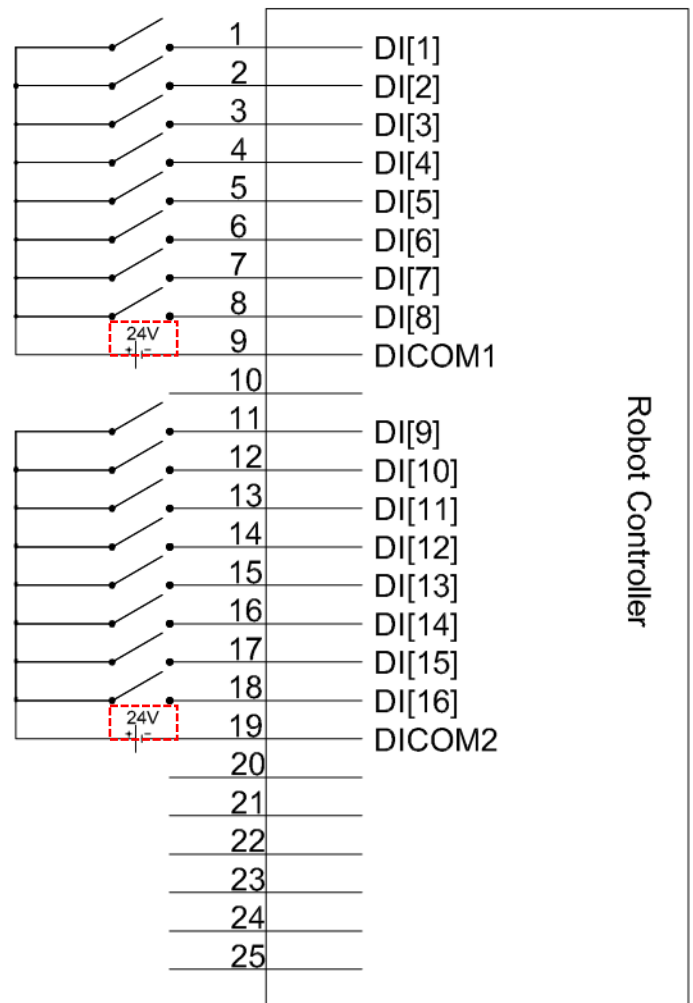 1 DI[1]
2 DI[2]
3 DI[3]
4 DI[4]
5 DI[5]
6 DI[6]
7 DI[7]
8 DI[8]
24V
+ −
9 DICOM1
10
11 DI[9]
12 DI[10]
13 DI[11]
14 DI[12]
15 DI[13]
16 DI[14]
17 DI[15]
18 DI[16]
24V
+ −
19 DICOM2
20
21
22
23
24
25
Robot Controller